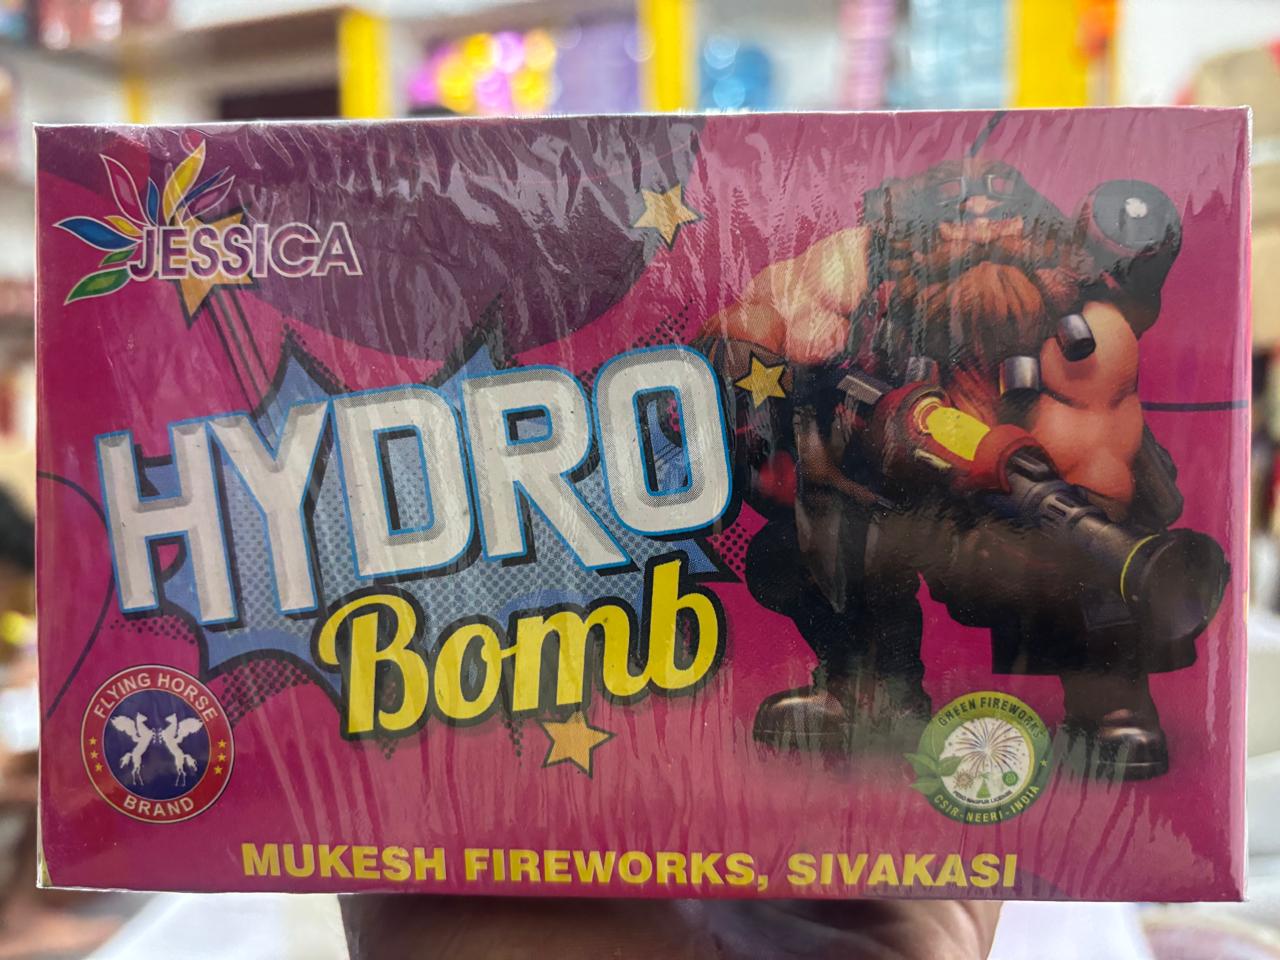 JESSICA
HYDRO
Bomb
FLYING HORSE
BRAND
GREEN FIREWORKS
CSIR-NEERI-INDIA
MUKESH FIREWORKS, SIVAKASI